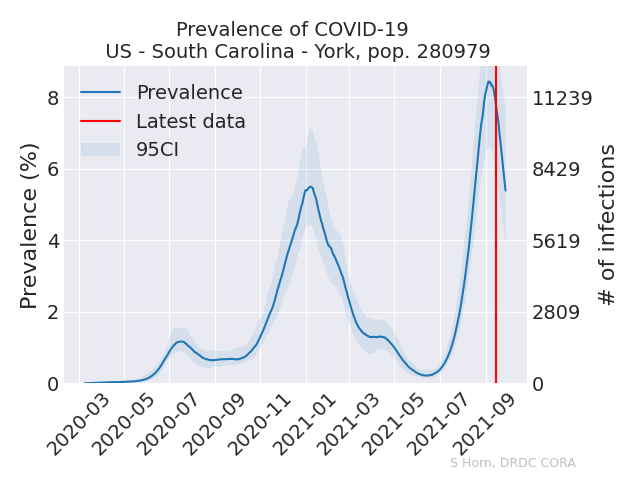 Prevalence of COVID-19
US - South Carolina - York, pop. 280979
Prevalence
Latest data
95CI
Prevalence (%)
8
6
4
2
0
# of infections
11239
8429
5619
2809
0
2020-03
2020-05
2020-07
2020-09
2020-11
2021-01
2021-03
2021-05
2021-07
2021-09
S Horn, DRDC CORA